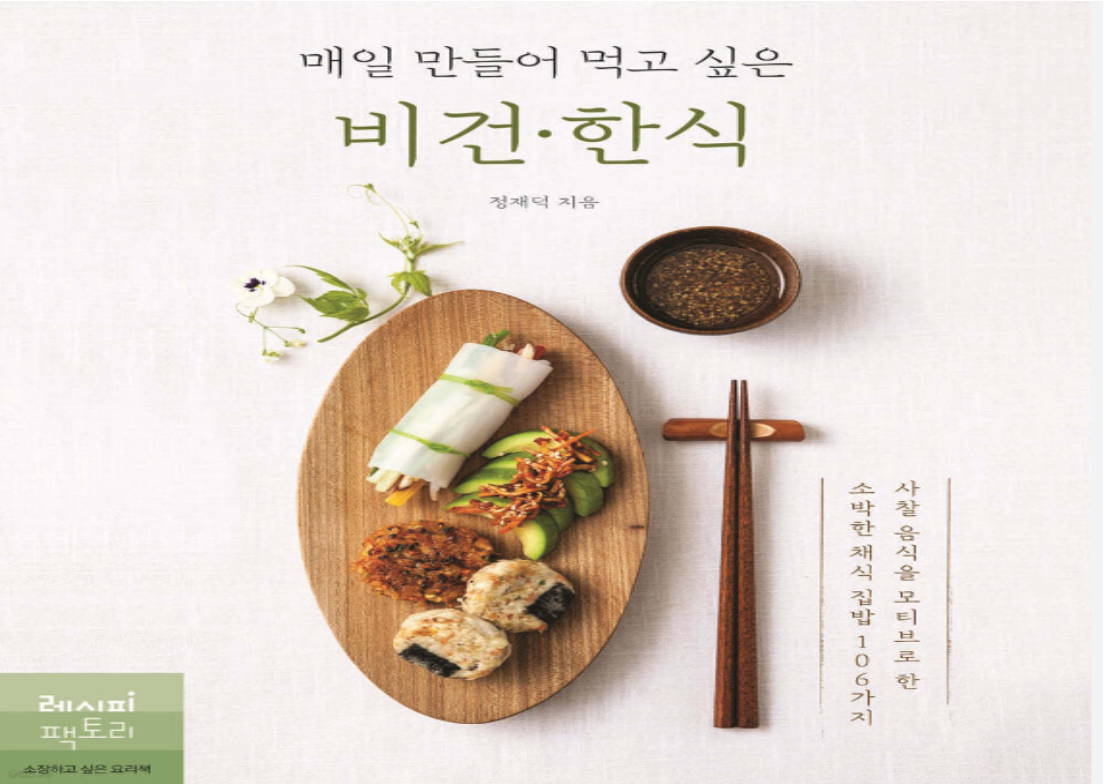 매일 만들어 먹고 싶은
비건·한식
정재덕 지음
사찰 음식을 모티브로 한
소박한 채식 집밥 106가지
레시피
팩토리
소장하고 싶은 요리책